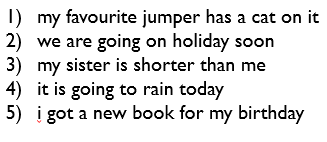 1) my favourite jumper has a cat on it
2) we are going on holiday soon
3) my sister is shorter than me
4) it is going to rain today
5) i got a new book for my birthday